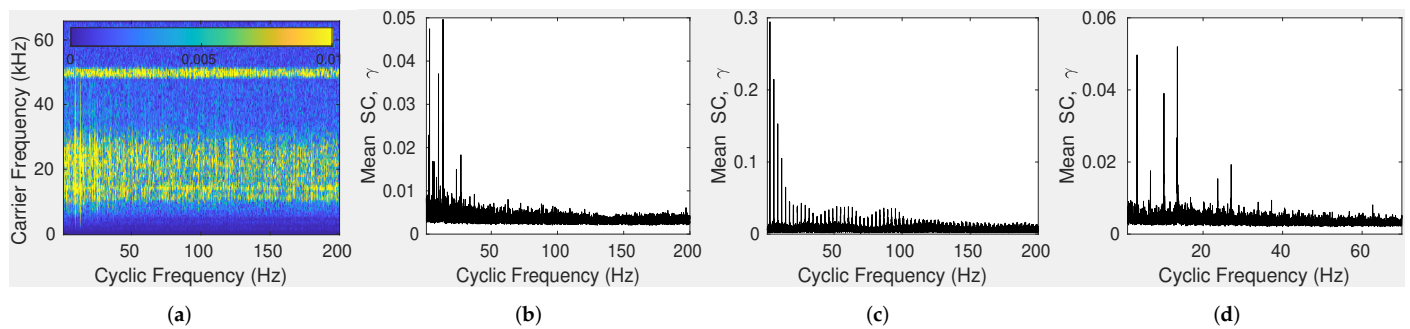 0 0.005 0.01
60
40
20
0
50 100 150 200
Carrier Frequency (kHz)
Cyclic Frequency (Hz)
(a)
0.05
0.04
0.03
0.02
0.01
0
50 100 150 200
Mean SC, γ
Cyclic Frequency (Hz)
(b)
0.3
0.2
0.1
0
50 100 150 200
Mean SC, γ
Cyclic Frequency (Hz)
(c)
0.06
0.04
0.02
0
20 40 60
Mean SC, γ
Cyclic Frequency (Hz)
(d)